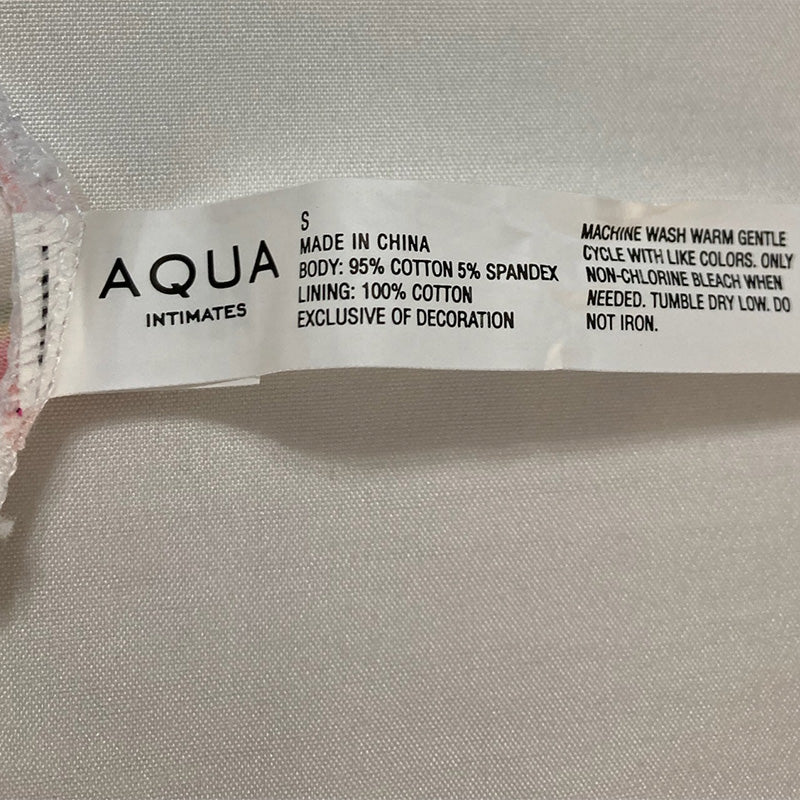 AQUA
INTIMATES
S
MADE IN CHINA
BODY: 95% COTTON 5% SPANDEX
LINING: 100% COTTON
EXCLUSIVE OF DECORATION
MACHINE WASH WARM GENTLE
CYCLE WITH LIKE COLORS. ONLY
NON-CHLORINE BLEACH WHEN
NEEDED. TUMBLE DRY LOW. DO
NOT IRON.